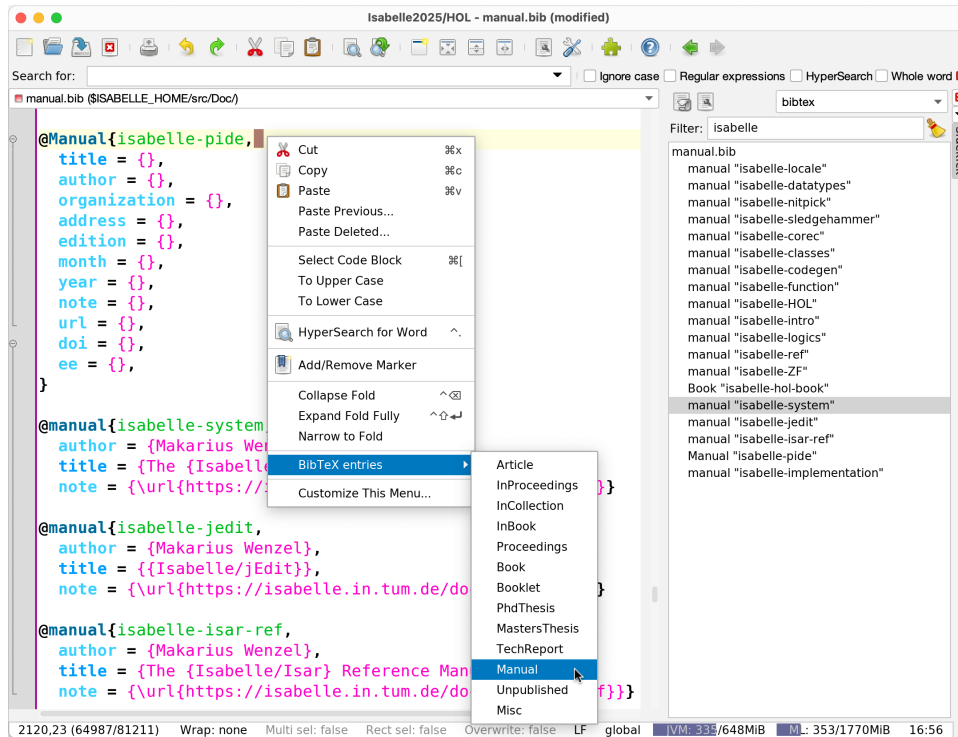 Isabelle2025/HOL - manual.bib (modified)
Search for:
Ignore case
Regular expressions
HyperSearch
Whole word
manual.bib ($ISABELLE_HOME/src/Doc/)
@Manual{isabelle-pide,
title = {},
author = {},
organization = {},
address = {},
edition = {},
month = {},
year = {},
note = {},
url = {},
doi = {},
ee = {},
}
@manual{isabelle-system
author = {Makarius
title = {The {Isabelle
note = {\url{https://
}}
@manual{isabelle-jedit,
author = {Makarius Wenzel},
title = {{Isabelle/jEdit}},
note = {\url{https://isabelle.in.tum.de/do
}
@manual{isabelle-isar-ref,
author = {Makarius Wenzel},
title = {The {Isabelle/Isar} Reference
note = {\url{https://isabelle.in.tum.de/do
f}}}
Cut ⌘x
Copy ⌘c
Paste ⌘v
Paste Previous...
Paste Deleted...
Select Code Block ⌘[
To Upper Case
To Lower Case
HyperSearch for Word ^.
Add/Remove Marker
Collapse Fold ^⌫
Expand Fold Fully ^⇧↩
Narrow to Fold
BibTeX entries
Customize This Menu...
Article
InProceedings
InCollection
InBook
Proceedings
Book
Booklet
PhdThesis
MastersThesis
TechReport
Manual
Unpublished
Misc
bibtex
Filter: isabelle
manual.bib
manual "isabelle-locale"
manual "isabelle-datatypes"
manual "isabelle-nitpick"
manual "isabelle-sledgehammer"
manual "isabelle-corec"
manual "isabelle-classes"
manual "isabelle-codegen"
manual "isabelle-function"
manual "isabelle-HOL"
manual "isabelle-intro"
manual "isabelle-logics"
manual "isabelle-ref"
manual "isabelle-ZF"
Book "isabelle-hol-book"
manual "isabelle-system"
manual "isabelle-jedit"
manual "isabelle-isar-ref"
Manual "isabelle-pide"
manual "isabelle-implementation"
2120,23 (64987/81211) Wrap: none Multi sel: false Rect sel: false Overwrite: false LF global JVM: 335/648MiB ML: 353/1770MiB 16:56